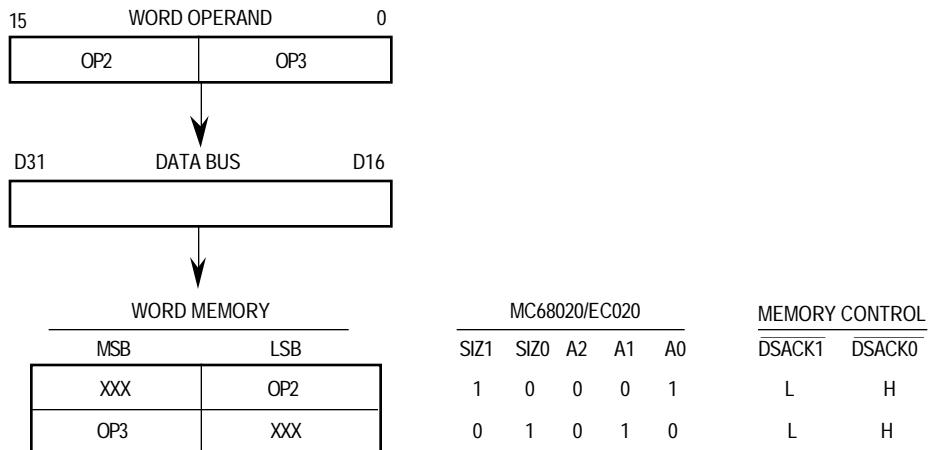 15 WORD OPERAND 0
OP2 OP3
D31 DATA BUS D16
WORD MEMORY MC68020/EC020 MEMORY CONTROL
MSB LSB SIZ1 SIZ0 A2 A1 A0 DSACK1 DSACK0
XXX OP2 1 0 0 0 1 L H
OP3 XXX 0 1 0 1 0 L H